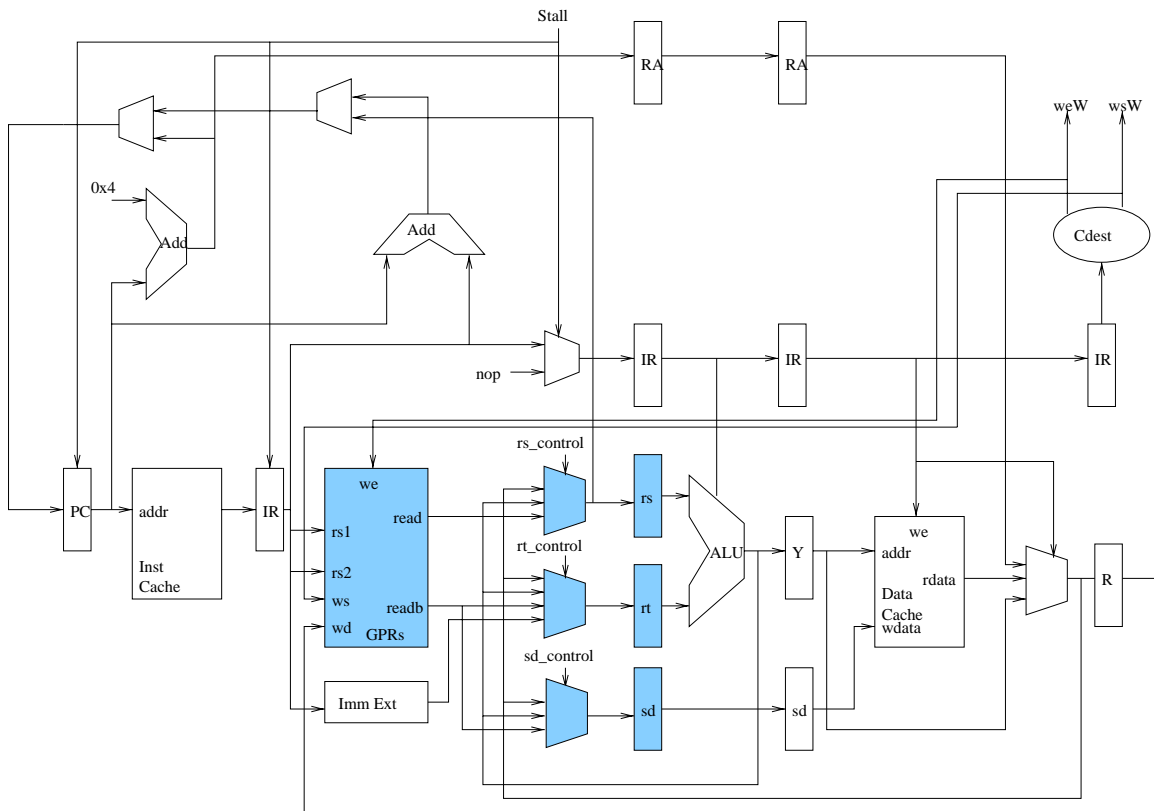 Stall
RA
RA
weW
wsW
0x4
Add
Add
Cdest
nop
IR
IR
IR
rs_control
PC
addr
Inst
Cache
IR
we
read
rs1
rs2
ws
readb
wd
GPRs
rs
rt_control
rt
ALU
Y
we
addr
rdata
Data
Cache
wdata
R
sd_control
Imm Ext
sd
sd